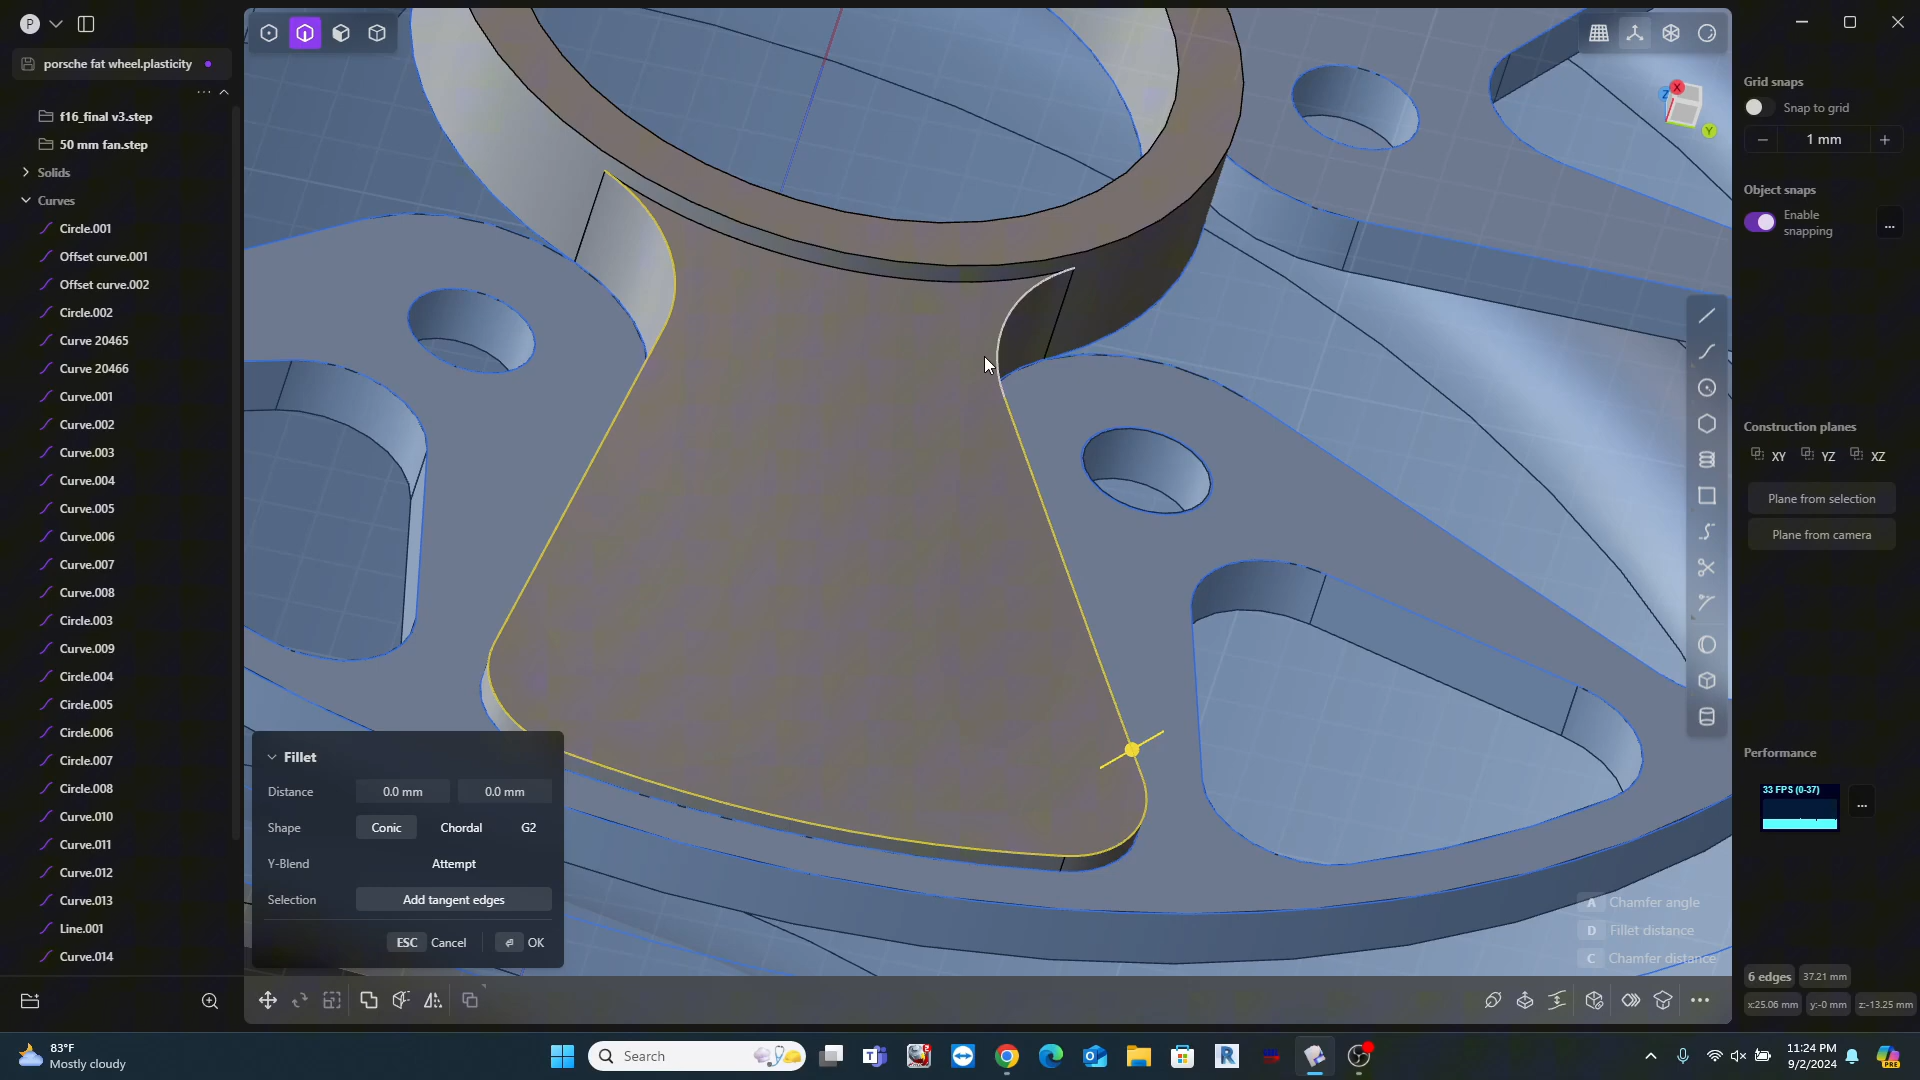 P
porsche fat wheel.plasticity
f16_final v3.step
50 mm fan.step
Solids
Curves
Circle.001
Offset curve.001
Offset curve.002
Circle.002
Curve 20465
Curve 20466
Curve.001
Curve.002
Curve.003
Curve.004
Curve.005
Curve.006
Curve.007
Curve.008
Circle.003
Curve.009
Circle.004
Circle.005
Circle.006
Circle.007
Circle.008
Curve.010
Curve.011
Curve.012
Curve.013
Line.001
Curve.014
Fillet
Distance 0.0 mm 0.0 mm
Shape Conic Chordal G2
Y-Blend Attempt
Selection Add tangent edges
ESC Cancel OK
X
Z
Y
A Chamfer angle
D Fillet distance
C Chamfer distance
Grid snaps
Snap to grid
1 mm
Object snaps
Enable
snapping
Construction planes
XY YZ XZ
Plane from selection
Plane from camera
Performance
33 FPS (0-37)
6 edges 37.21 mm
x:25.06 mm y:-0 mm z:-13.25 mm
83°F
Mostly cloudy
Search
11:24 PM
9/2/2024
PRE